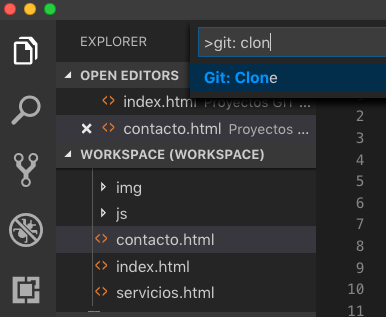 EXPLORER
>git: clon
Git: Clone
OPEN EDITORS
index.html Proyectos GIT
contacto.html Proyectos ...
WORKSPACE (WORKSPACE)
img
js
contacto.html
index.html
servicios.html
2
3
4
5
6
7
8
9
10
11